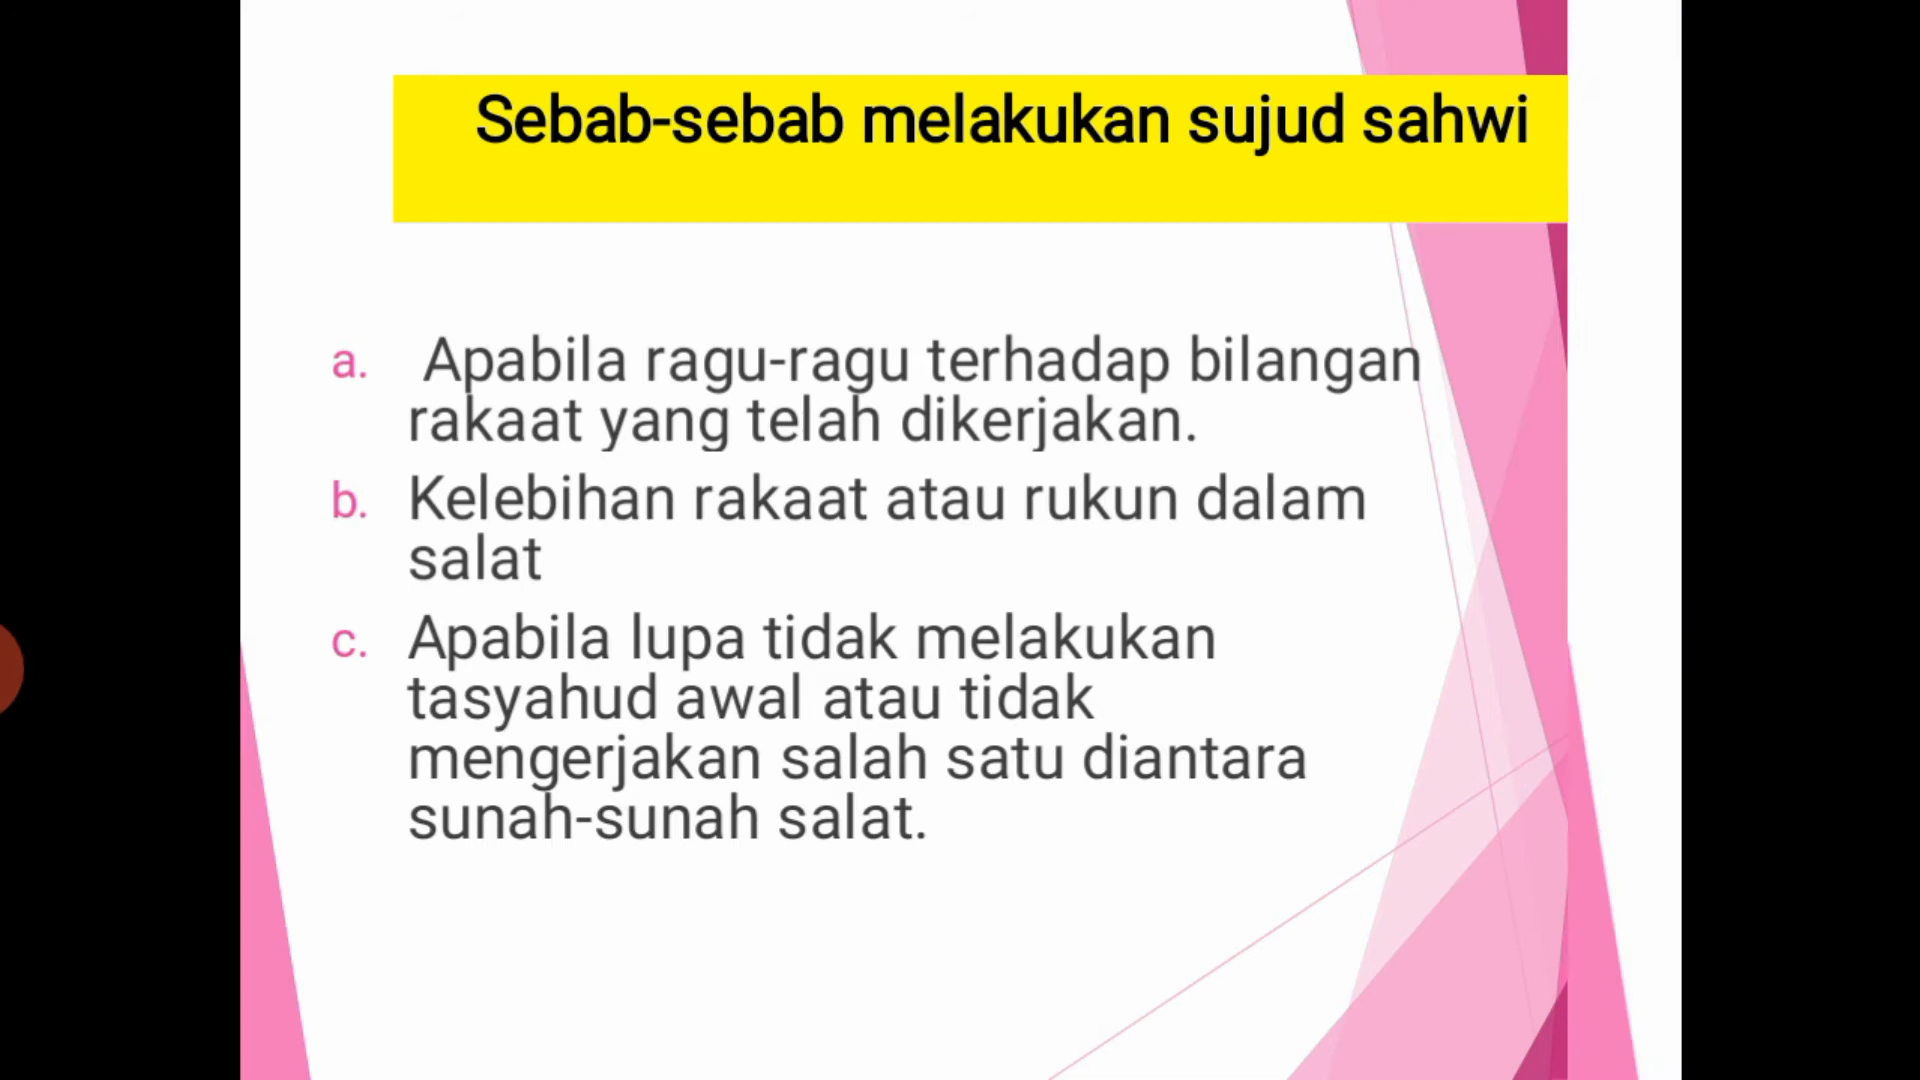 Sebab-sebab melakukan sujud sahwi
a. Apabila ragu-ragu terhadap bilangan
rakaat yang telah dikerjakan.
b. Kelebihan rakaat atau rukun dalam
salat
c. Apabila lupa tidak melakukan
tasyahud awal atau tidak
mengerjakan salah satu diantara
sunah-sunah salat.